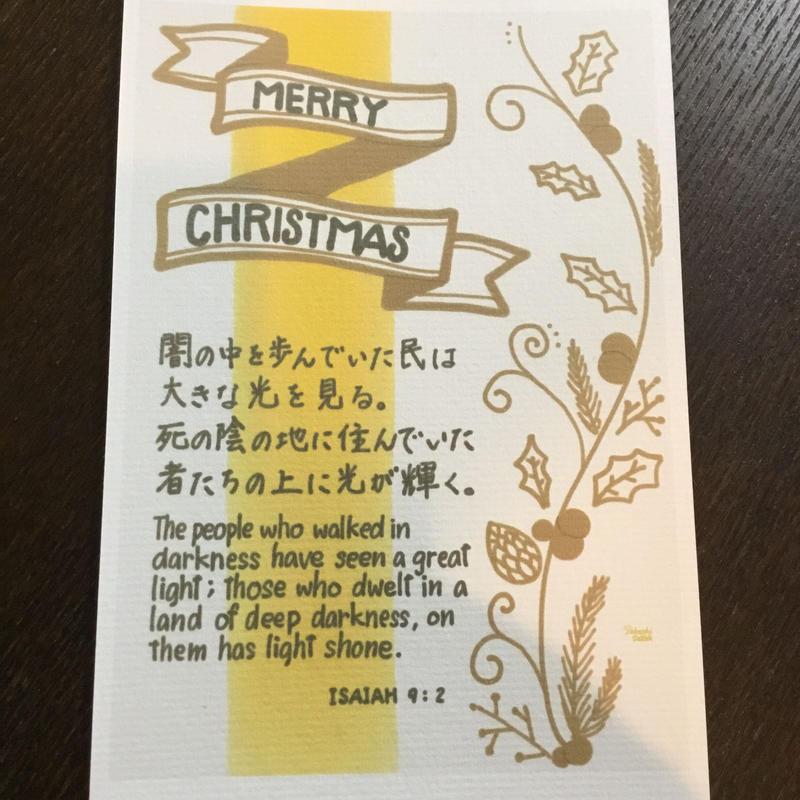 MERRY
CHRISTMAS
闇の中を歩んでいた民は
大きな光を見る。
死の陰の地に住んでいた
者たちの上に光が輝く。
The people who walked in
darkness have seen a great
light; those who dwelt in a
land of deep darkness, on
them has light shone.
ISAIAH 9:2